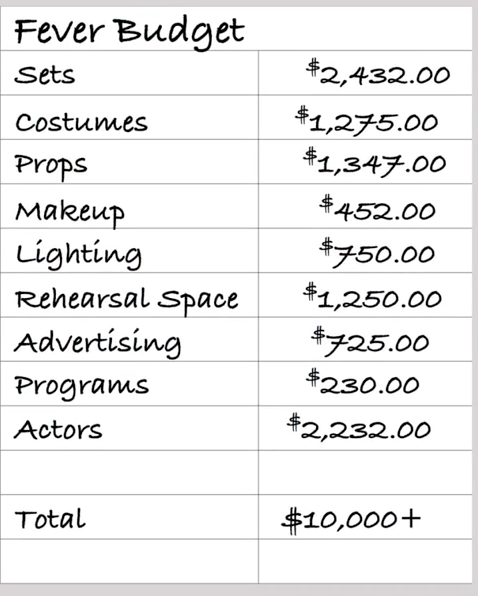 Fever Budget
Sets $2,432.00
Costumes $1,275.00
Props $1,347.00
Makeup $452.00
Lighting $750.00
Rehearsal Space $1,250.00
Advertising $725.00
Programs $230.00
Actors $2,232.00
Total $10,000+